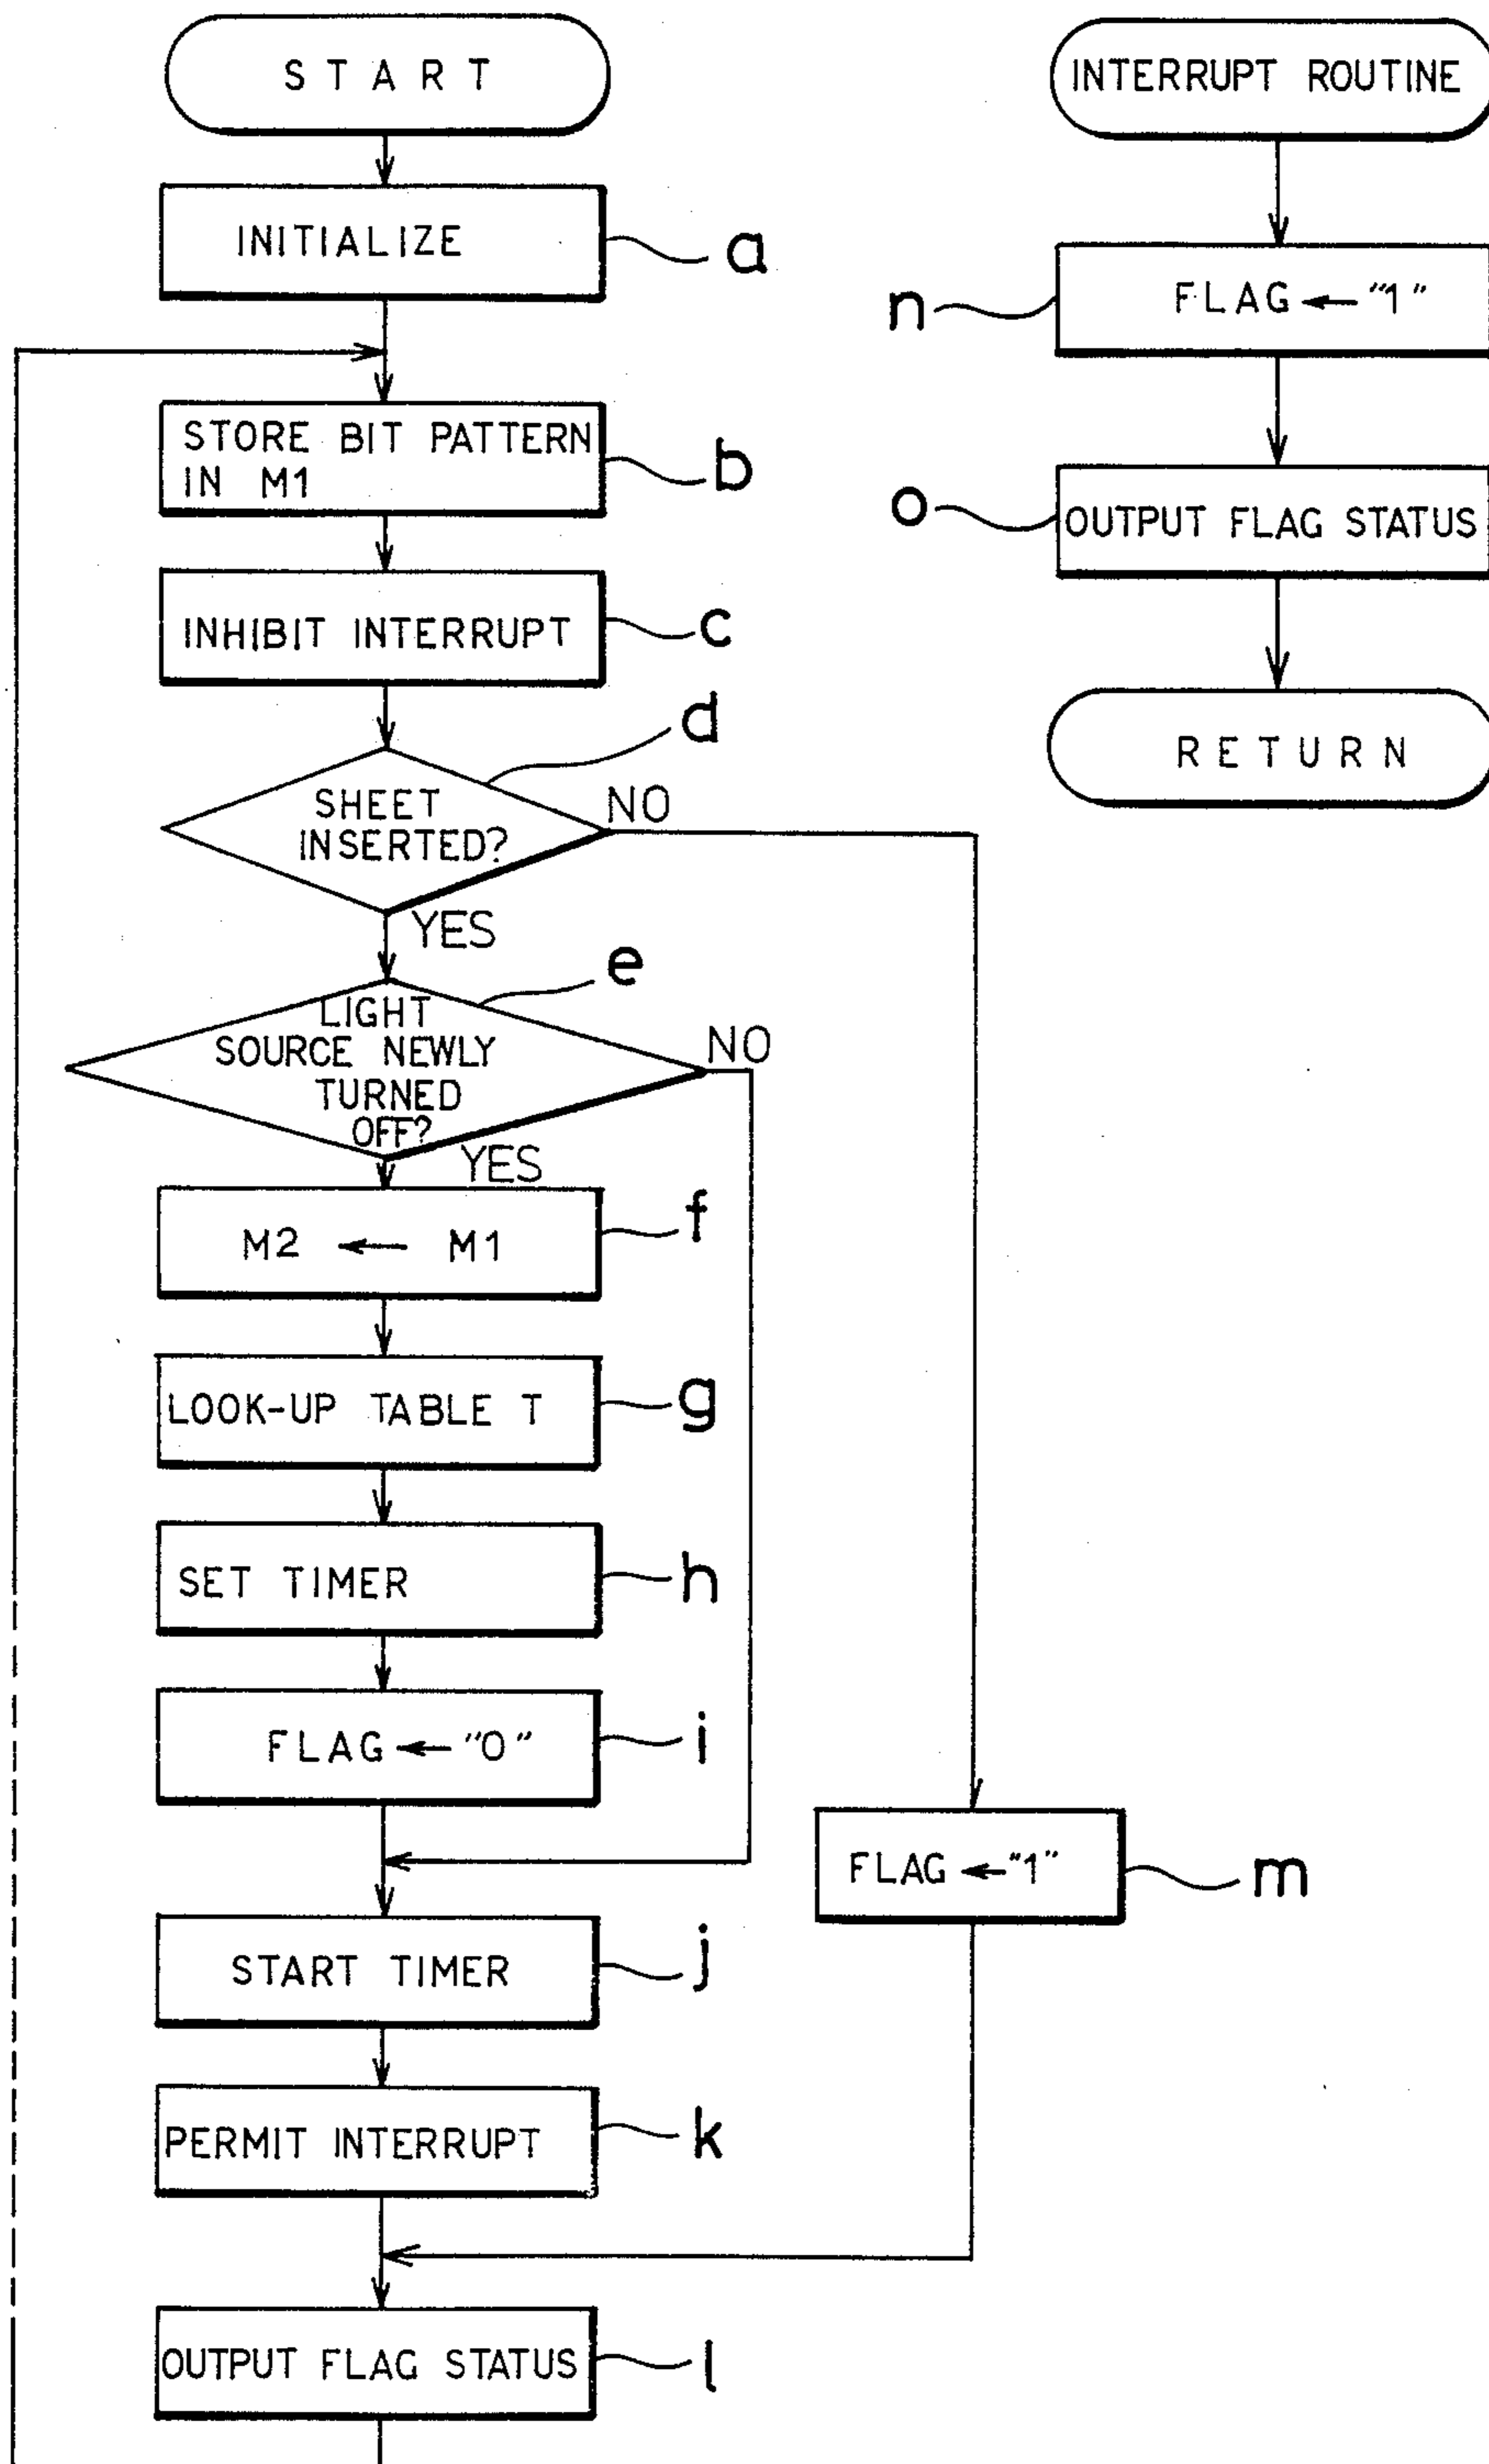 START
INITIALIZE
a
STORE BIT PATTERN
IN M1
b
INHIBIT INTERRUPT
c
d
SHEET
INSERTED?
NO
YES
e
LIGHT
SOURCE NEWLY
TURNED
OFF?
NO
YES
M2 ← M1
f
LOOK-UP TABLE T
g
SET TIMER
h
FLAG ← "0"
i
START TIMER
j
PERMIT INTERRUPT
k
OUTPUT FLAG STATUS
l
FLAG ← "1"
m
INTERRUPT ROUTINE
n
FLAG ← "1"
o
OUTPUT FLAG STATUS
RETURN